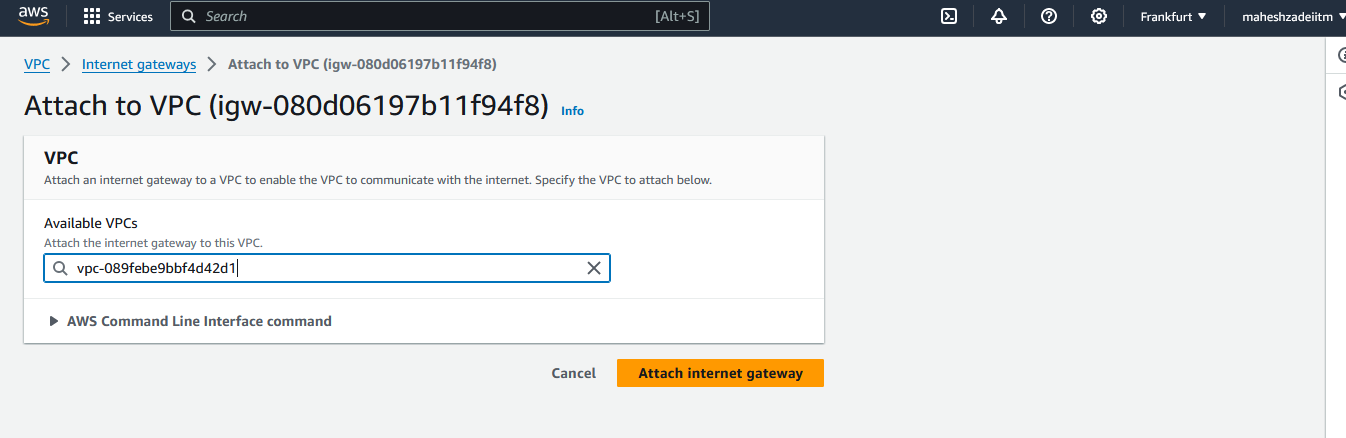 aws Services Search [Alt+S] Frankfurt maheshzadeiitm
VPC > Internet gateways > Attach to VPC (igw-080d06197b11f94f8)
Attach to VPC (igw-080d06197b11f94f8) Info
VPC
Attach an internet gateway to a VPC to enable the VPC to communicate with the internet. Specify the VPC to attach below.
Available VPCs
Attach the internet gateway to this VPC.
vpc-089febe9bbf4d42d1
AWS Command Line Interface command
Cancel Attach internet gateway